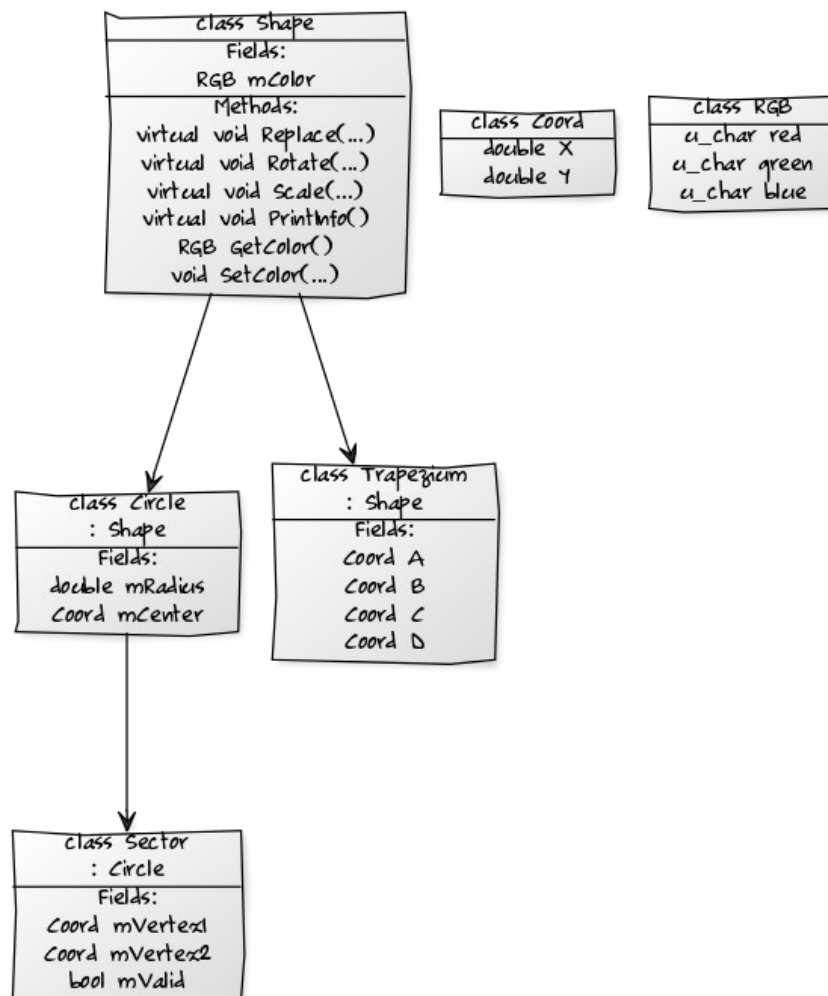 class Shape
Fields:
RGB mColor
Methods:
virtual void Replace(...)
virtual void Rotate(...)
virtual void Scale(...)
virtual void PrintInfo()
RGB GetColor()
void SetColor(...)
class Coord
double X
double Y
class RGB
u_char red
u_char green
u_char blue
class Circle
: Shape
Fields:
double mRadius
Coord mCenter
class Trapezium
: Shape
Fields:
Coord A
Coord B
Coord C
Coord D
class Sector
: Circle
Fields:
Coord mVertex1
Coord mVertex2
bool mValid